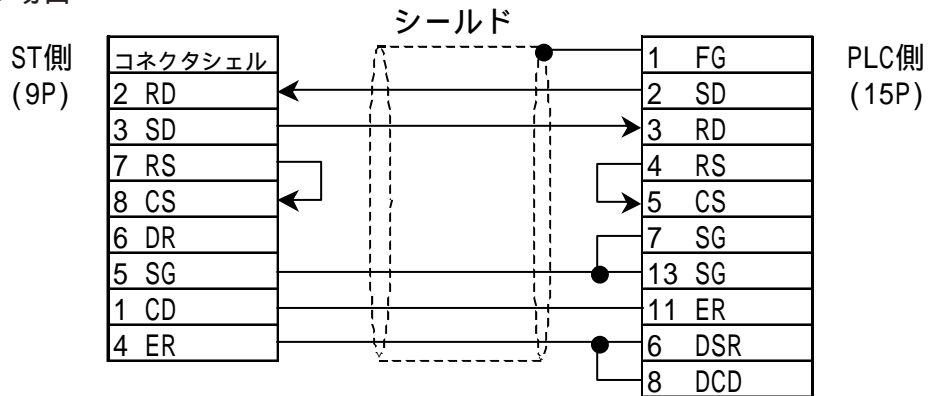 シールド
ST側
(9P)
コネクタシェル
2 RD
3 SD
7 RS
8 CS
6 DR
5 SG
1 CD
4 ER
1 FG
2 SD
3 RD
4 RS
5 CS
7 SG
13 SG
11 ER
6 DSR
8 DCD
PLC側
(15P)